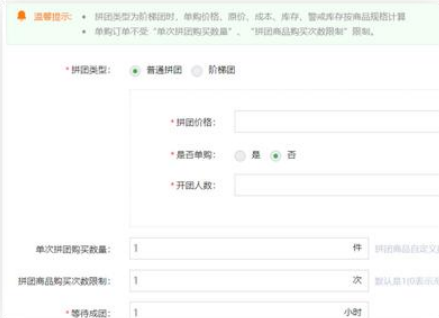 温馨提示: • 拼团类型为阶梯团时, 单购价格、原价、成本、库存、警戒库存按商品规格计算
• 单购订单不受“单次拼团购买数量”、“拼团商品购买次数限制”限制。
*拼团类型: 普通拼团 阶梯团
*拼团价格:
*是否单购: 是 否
*开团人数:
单次拼团购买数量: 1 件 拼团商品自定义
拼团商品购买次数限制: 1 次 默认是1(0表示
*等待成团: 1 小时